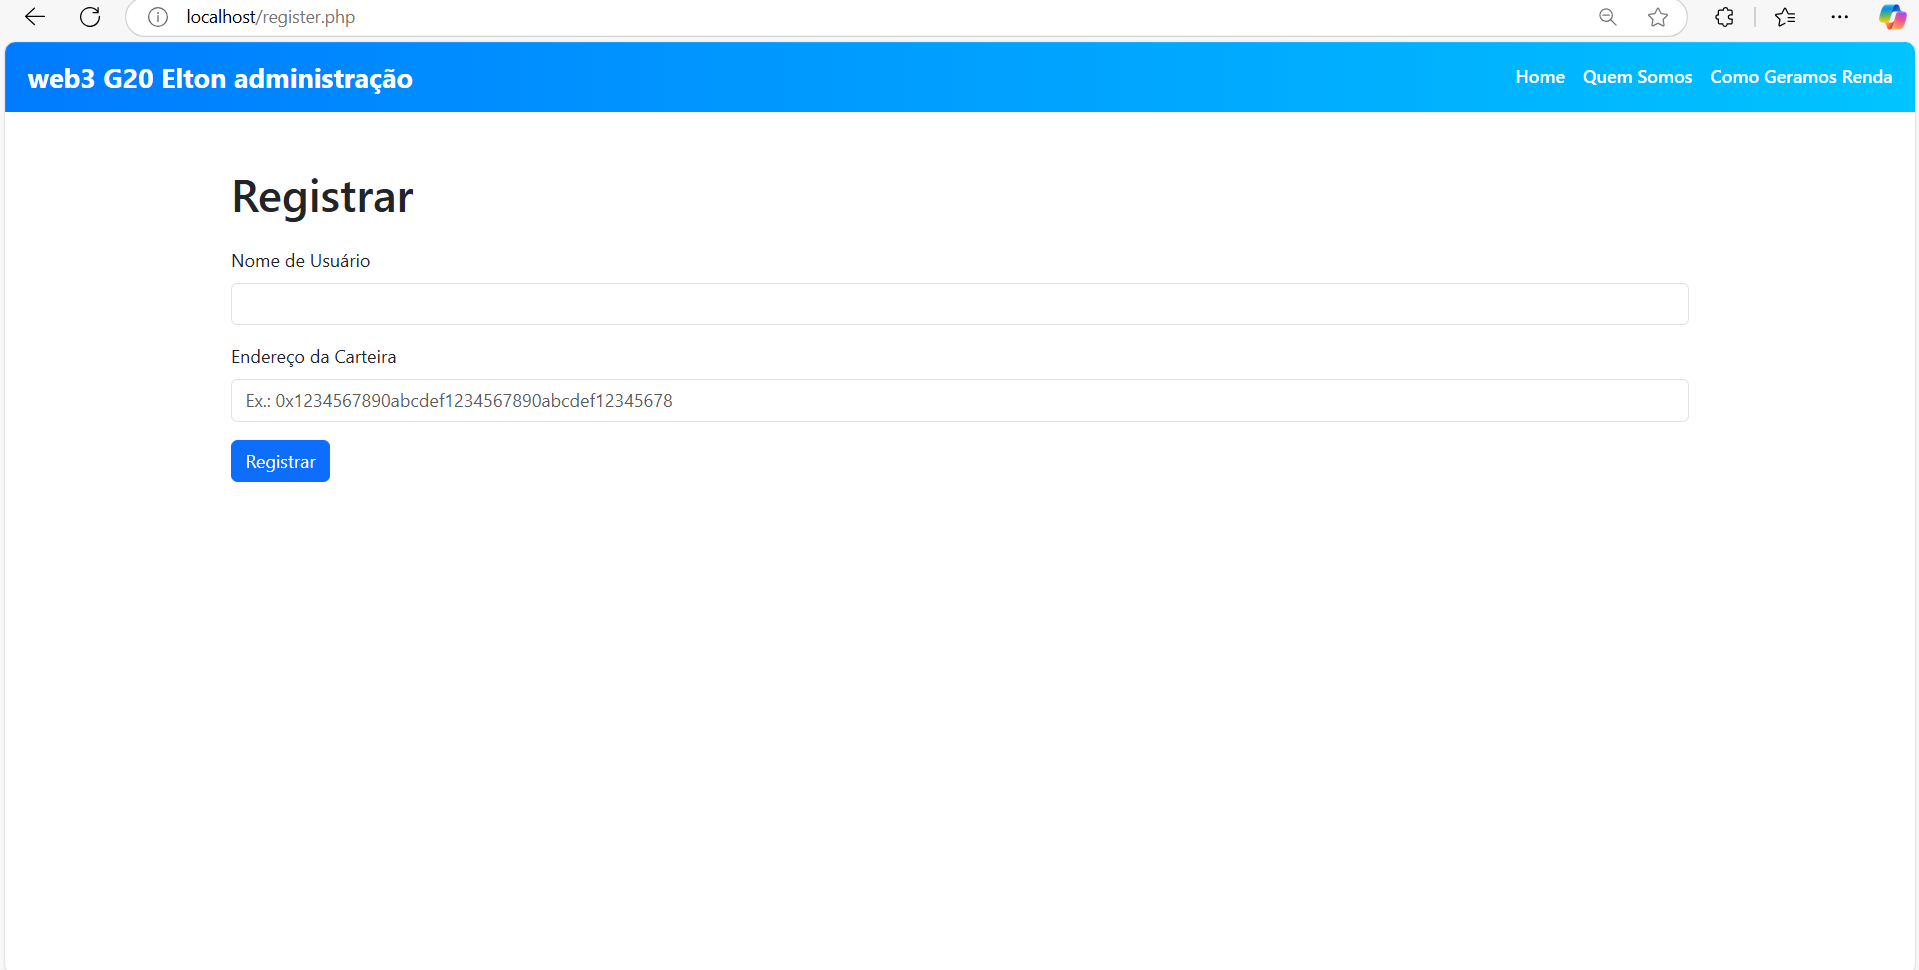 localhost/register.php
web3 G20 Elton administração
Home Quem Somos Como Geramos Renda
Registrar
Nome de Usuário
Endereço da Carteira
Ex.: 0x1234567890abcdef1234567890abcdef12345678
Registrar